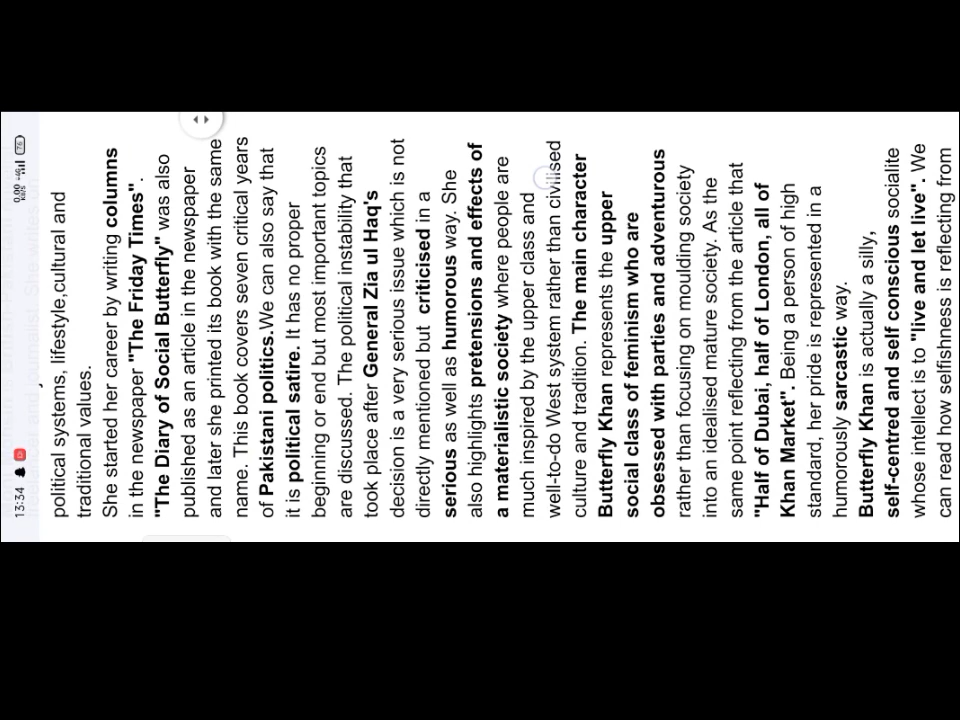 13:34
0.00 KB/S 4G 76
political systems, lifestyle,cultural and
traditional values.
She started her career by writing columns
in the newspaper "The Friday Times".
"The Diary of Social Butterfly" was also
published as an article in the newspaper
and later she printed its book with the same
name. This book covers seven critical years
of Pakistani politics.We can also say that
it is political satire. It has no proper
beginning or end but most important topics
are discussed. The political instability that
took place after General Zia ul Haq's
decision is a very serious issue which is not
directly mentioned but criticised in a
serious as well as humorous way. She
also highlights pretensions and effects of
a materialistic society where people are
much inspired by the upper class and
well-to-do West system rather than civilised
culture and tradition. The main character
Butterfly Khan represents the upper
social class of feminism who are
obsessed with parties and adventurous
rather than focusing on moulding society
into an idealised mature society. As the
same point reflecting from the article that
"Half of Dubai, half of London, all of
Khan Market". Being a person of high
standard, her pride is represented in a
humorously sarcastic way.
Butterfly Khan is actually a silly,
self-centred and self conscious socialite
whose intellect is to "live and let live". We
can read how selfishness is reflecting from